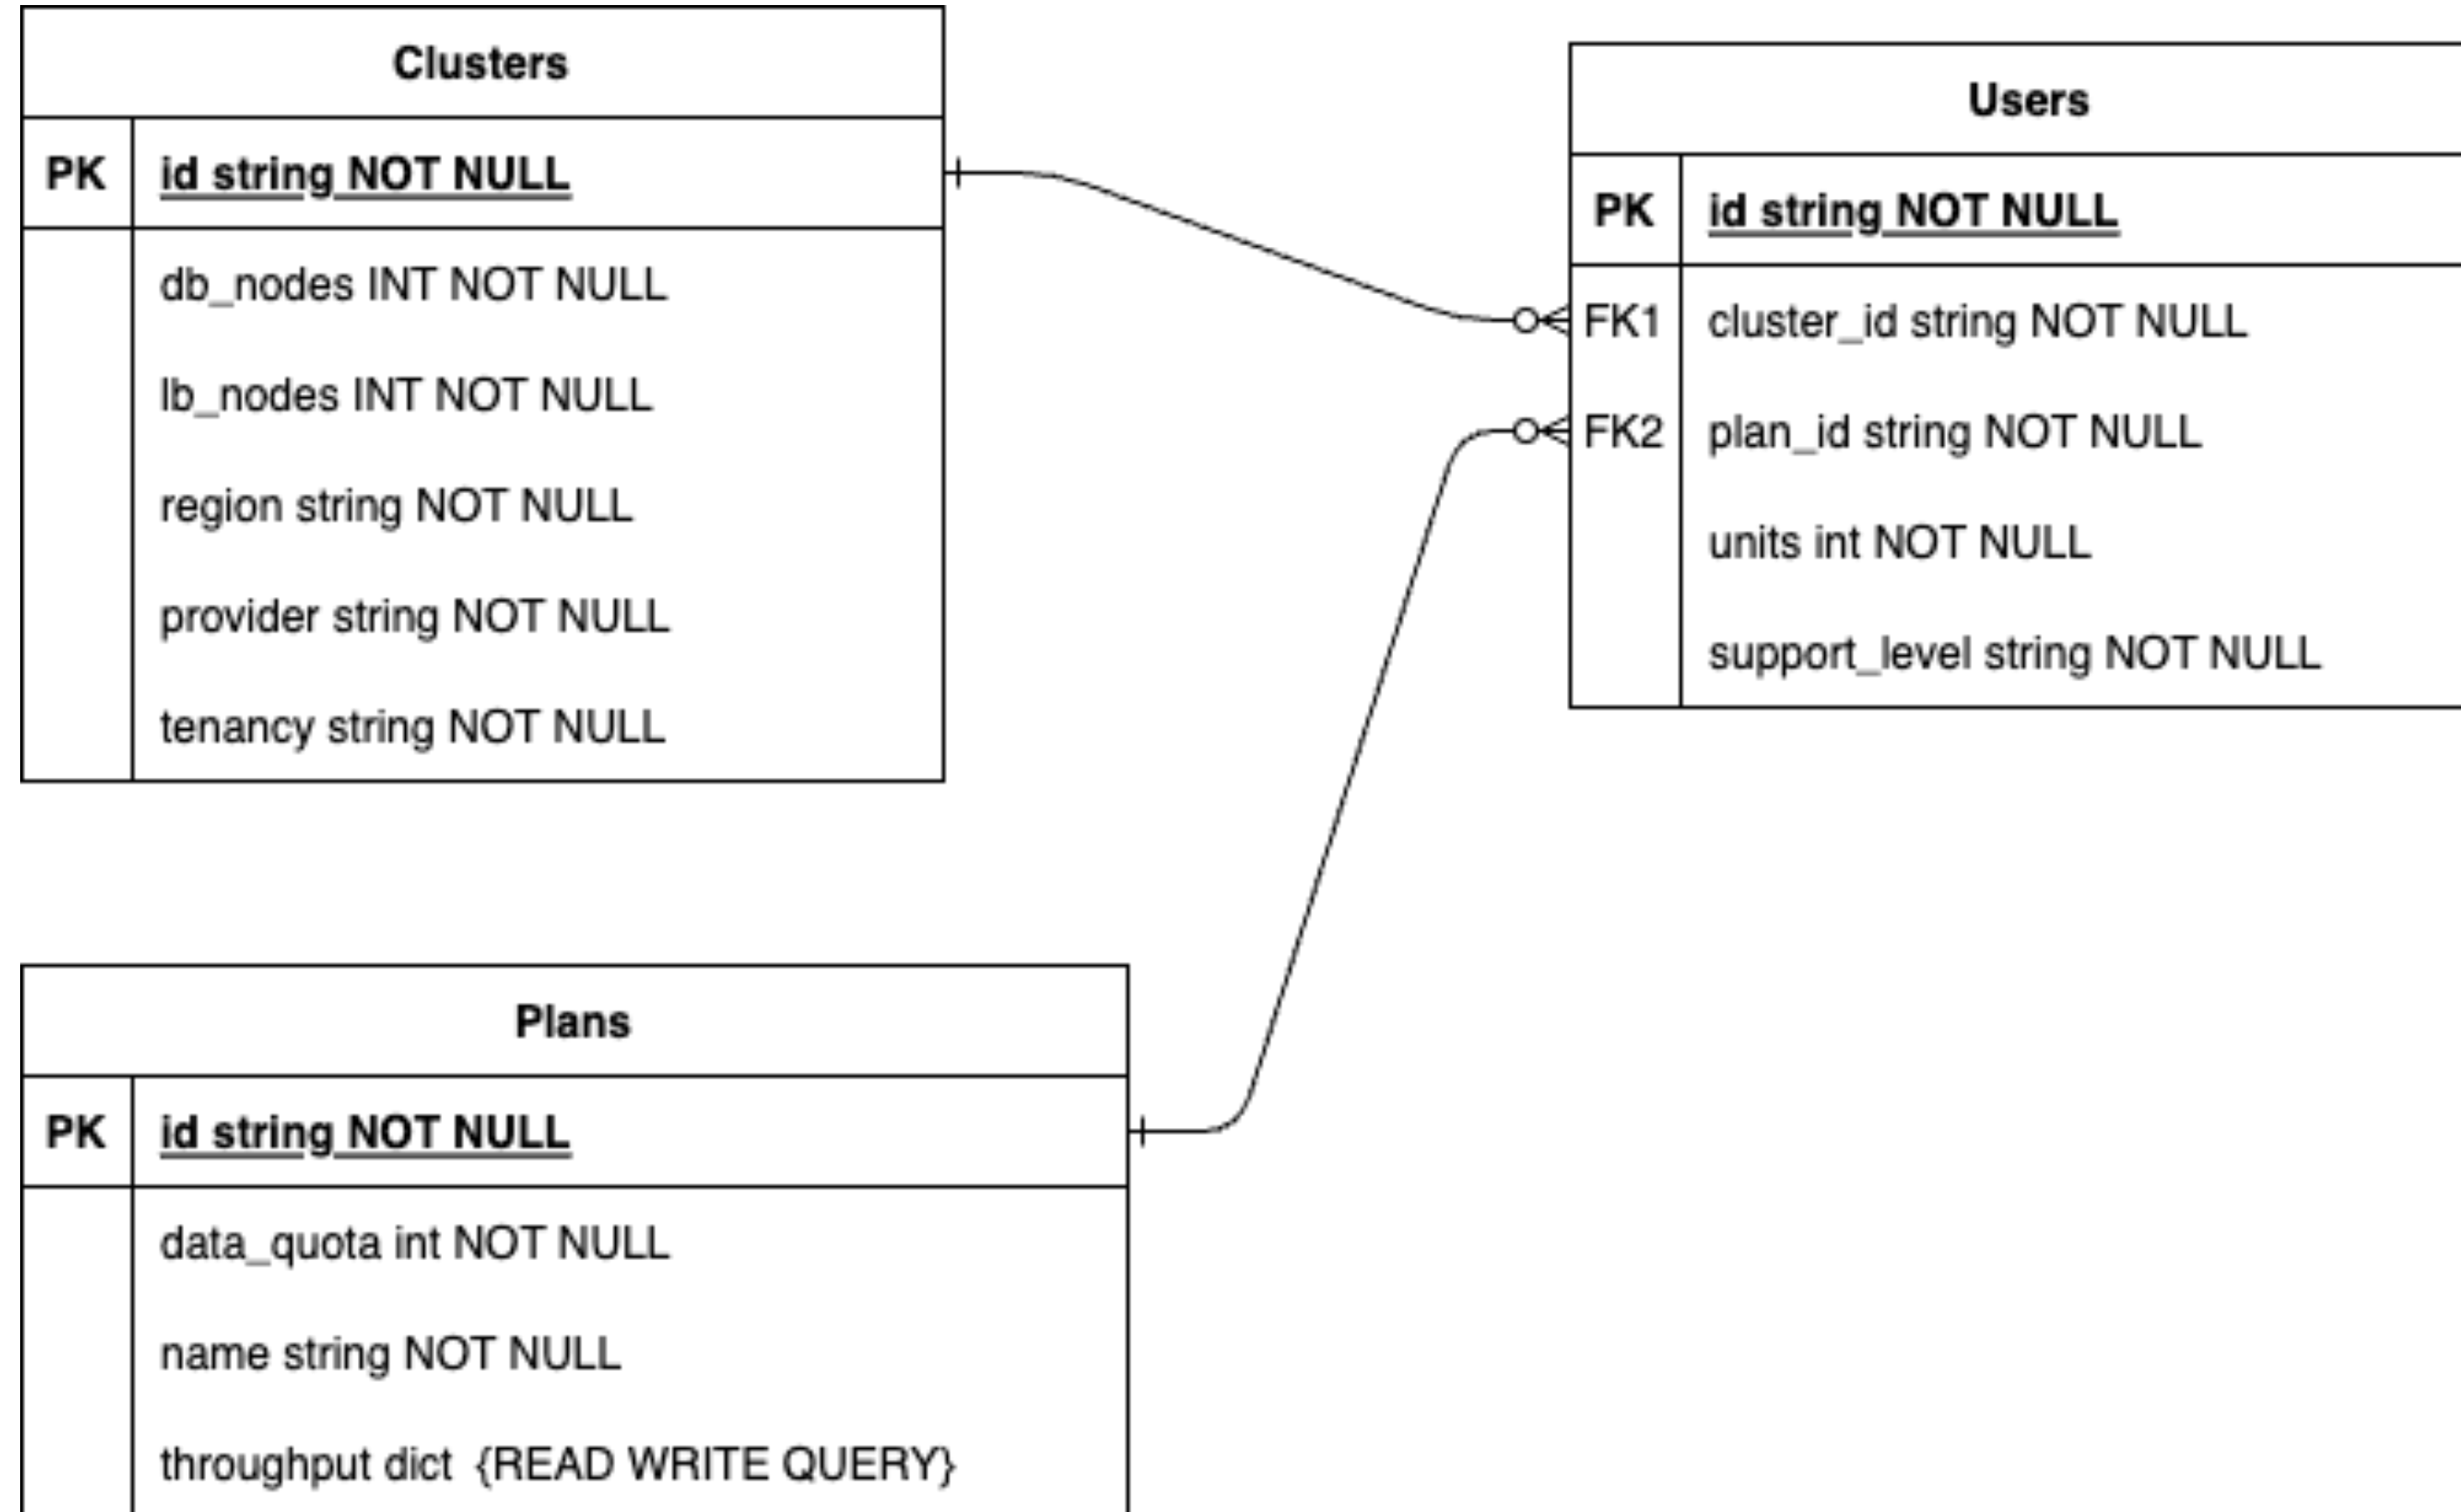 Clusters
PK id string NOT NULL
db_nodes INT NOT NULL
lb_nodes INT NOT NULL
region string NOT NULL
provider string NOT NULL
tenancy string NOT NULL
Users
PK id string NOT NULL
FK1 cluster_id string NOT NULL
FK2 plan_id string NOT NULL
units int NOT NULL
support_level string NOT NULL
Plans
PK id string NOT NULL
data_quota int NOT NULL
name string NOT NULL
throughput dict {READ WRITE QUERY}